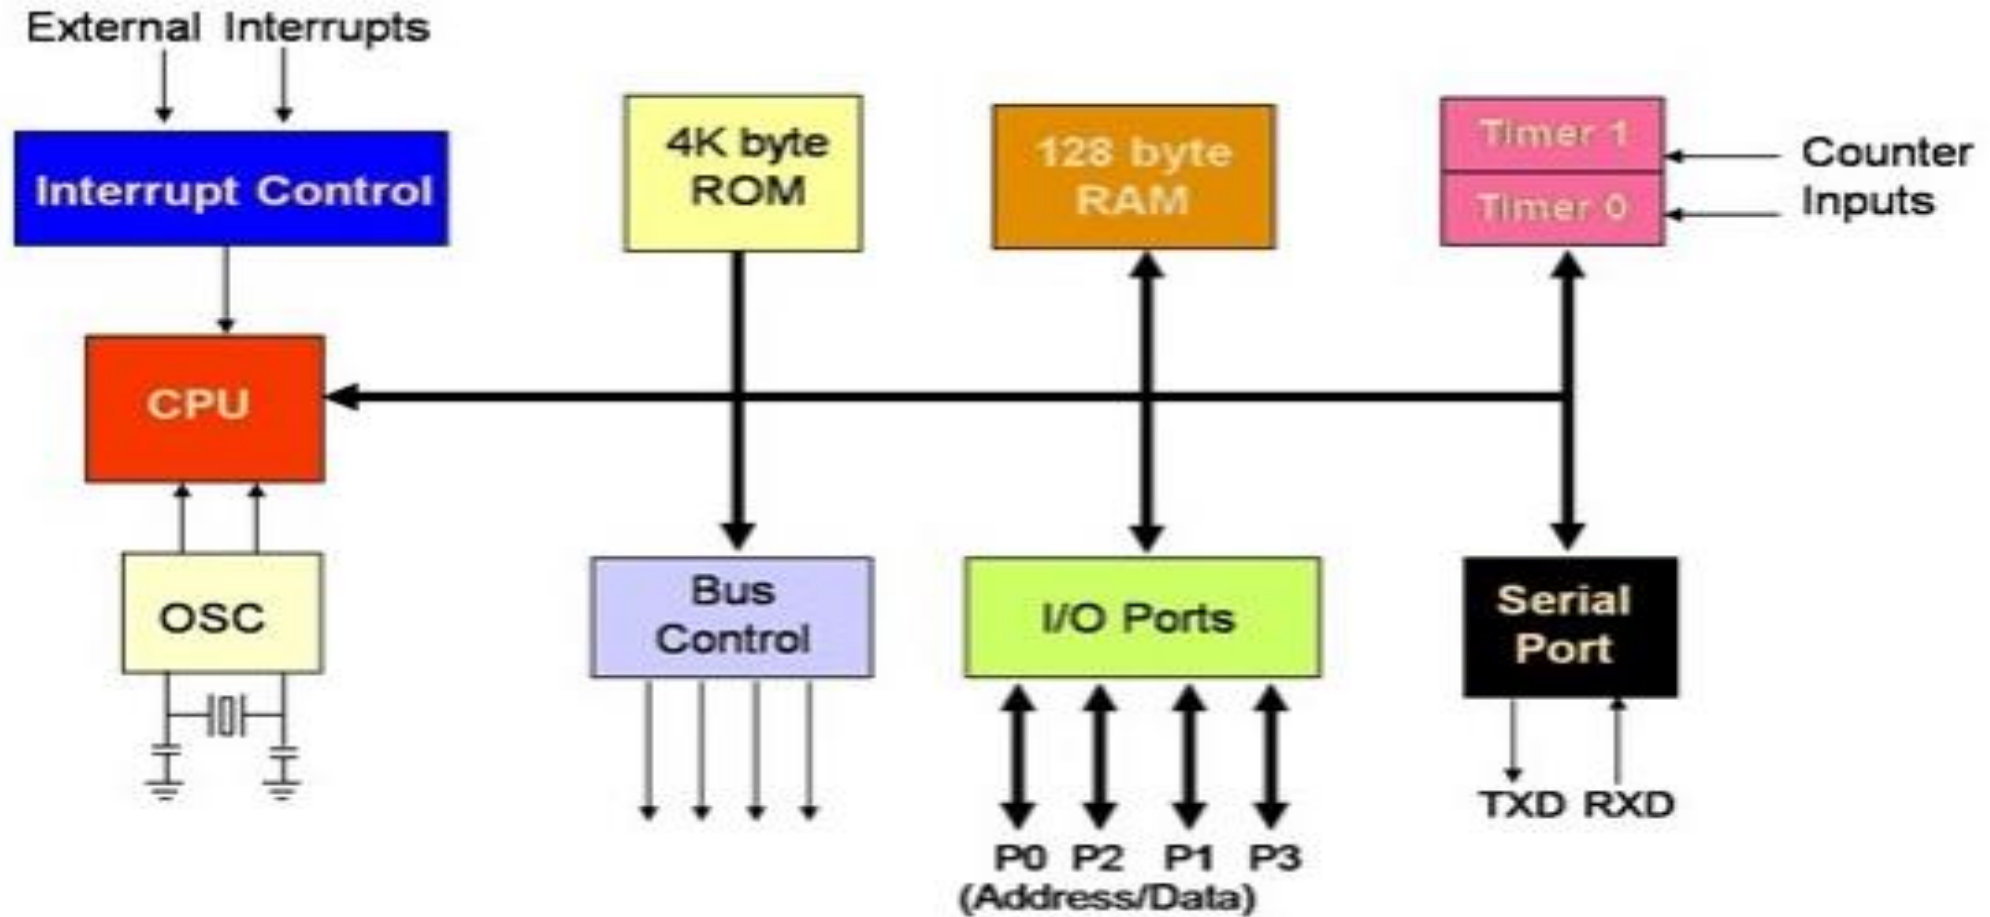 External Interrupts
Interrupt Control
4K byte
ROM
128 byte
RAM
Timer 1
Timer 0
Counter
Inputs
CPU
OSC
Bus
Control
I/O Ports
Serial
Port
TXD RXD
P0 P2 P1 P3
(Address/Data)